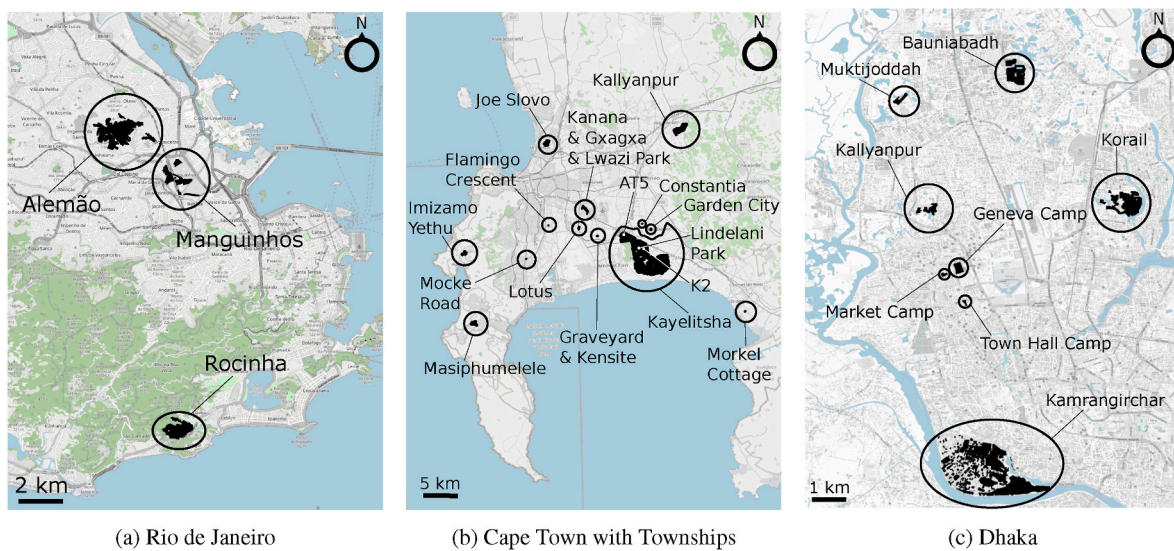 N
Alemão
Manguinhos
Rocinha
2 km
(a) Rio de Janeiro
N
Kallyanpur
Joe Slovo
Kanana
& Gxagxa
& Lwazi Park
Flamingo
Crescent
AT5
Constantia
Garden City
Imizamo
Yethu
Lindelani
Park
Mocke
Road
Lotus
K2
Kayelitsha
Graveyard
& Kensite
Masiphumelele
Morkel
Cottage
5 km
(b) Cape Town with Townships
N
Bauniabadh
Muktijoddah
Korail
Kallyanpur
Geneva Camp
Market Camp
Town Hall Camp
Kamrangirchar
1 km
(c) Dhaka